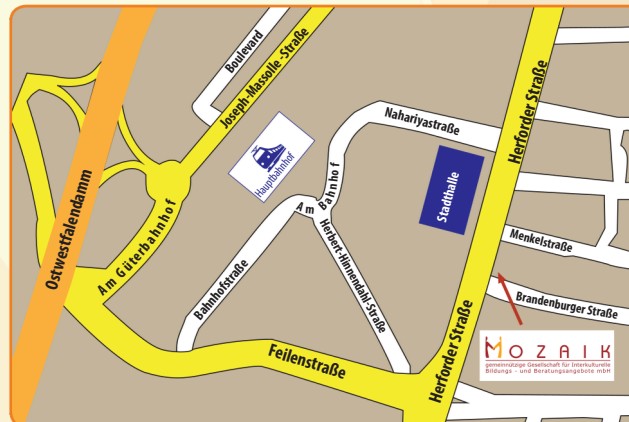 Boulevard
Joseph-Massolle-Straße
Herforder Straße
Nahariyastraße
Hauptbahnhof
Am Bahnhof
Stadthalle
Ostwestfalendamm
Am Güterbahnhof
Menkelstraße
Herbert-Hinnendahl-Straße
Bahnhofstraße
Brandenburger Straße
Feilenstraße
Herforder Straße
MOZAIK
gemeinnützige Gesellschaft für Interkulturelle
Bildungs - und Beratungsangebote mbH